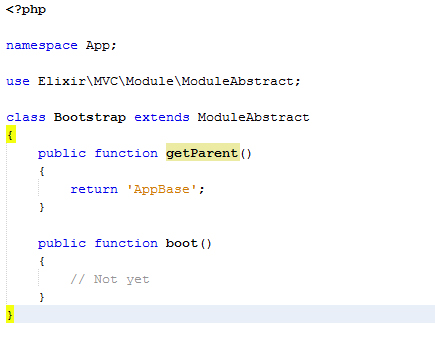 <?php
namespace App;
use Elixir\MVC\Module\ModuleAbstract;
class Bootstrap extends ModuleAbstract
{
    public function getParent()
    {
        return 'AppBase';
    }
    public function boot()
    {
        // Not yet
    }
}